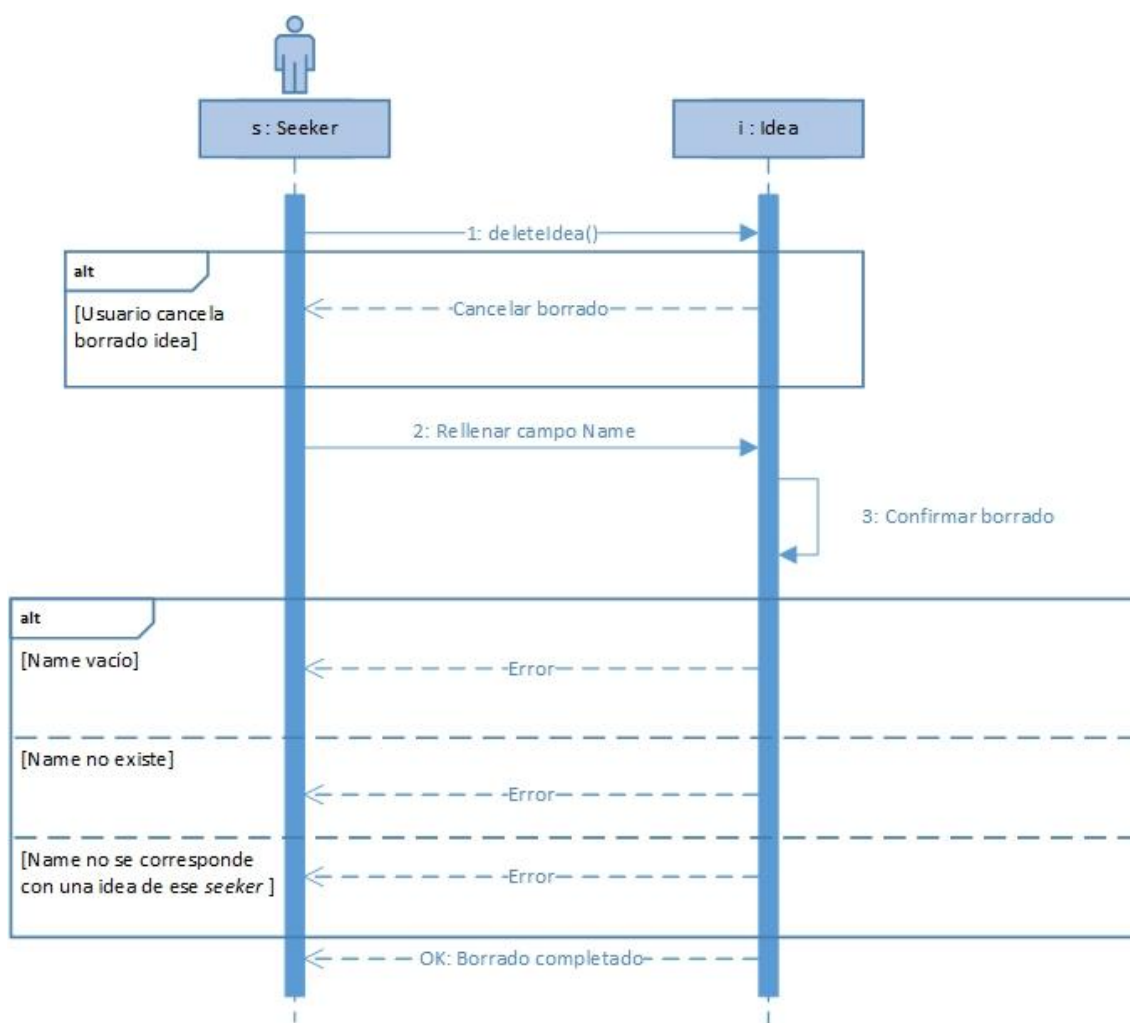 s : Seeker
i : Idea
1: deleteIdea()
alt
[Usuario cancela
borrado idea]
Cancelar borrado
2: Rellenar campo Name
3: Confirmar borrado
alt
[Name vacío]
Error
[Name no existe]
Error
[Name no se corresponde
con una idea de ese seeker ]
Error
OK: Borrado completado